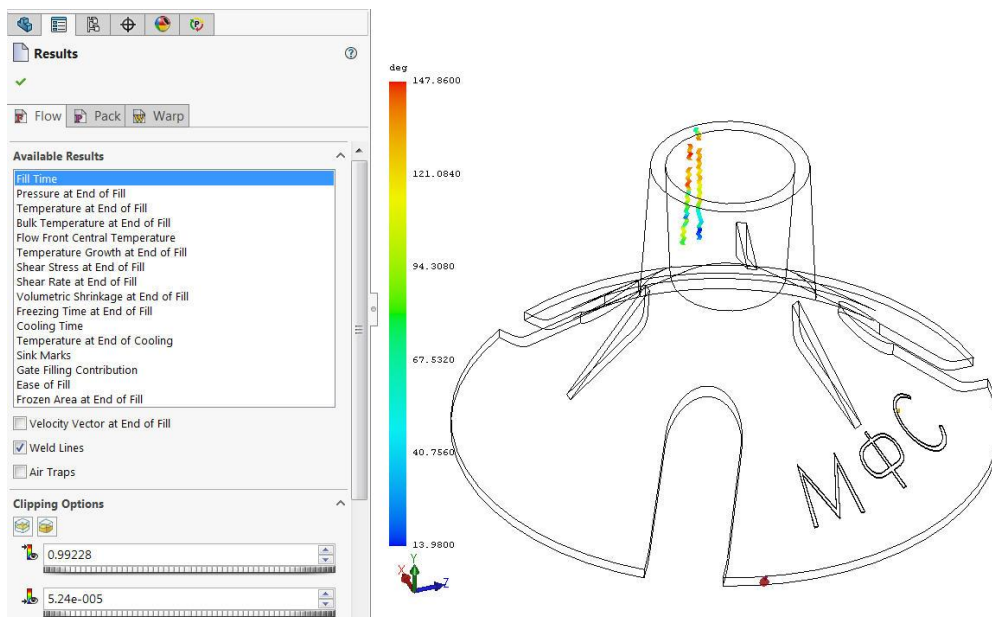 Results
Flow
Pack
Warp
Available Results
Fill Time
Pressure at End of Fill
Temperature at End of Fill
Bulk Temperature at End of Fill
Flow Front Central Temperature
Temperature Growth at End of Fill
Shear Stress at End of Fill
Shear Rate at End of Fill
Volumetric Shrinkage at End of Fill
Freezing Time at End of Fill
Cooling Time
Temperature at End of Cooling
Sink Marks
Gate Filling Contribution
Ease of Fill
Frozen Area at End of Fill
Velocity Vector at End of Fill
Weld Lines
Air Traps
Clipping Options
0.99228
5.24e-005
deg
147.8600
121.0840
94.3080
67.5320
40.7560
13.9800
X
Y
Z
МФС